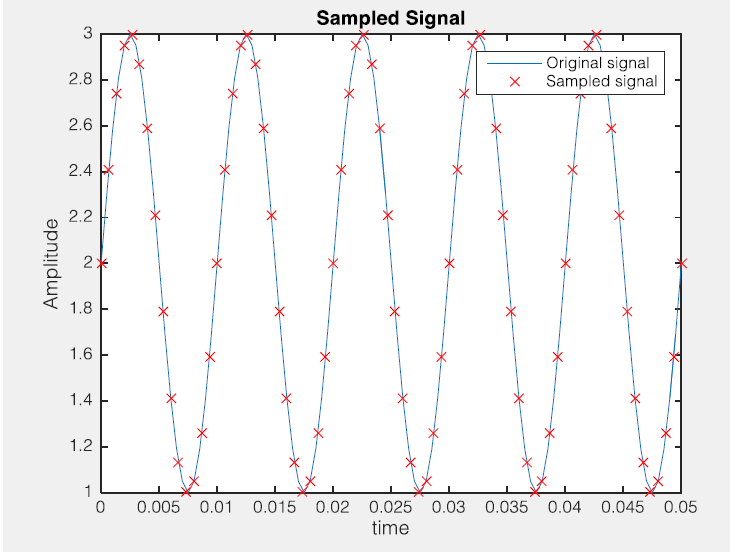 Sampled Signal
Original signal
Sampled signal
Amplitude
3
2.8
2.6
2.4
2.2
2
1.8
1.6
1.4
1.2
1
0 0.005 0.01 0.015 0.02 0.025 0.03 0.035 0.04 0.045 0.05
time